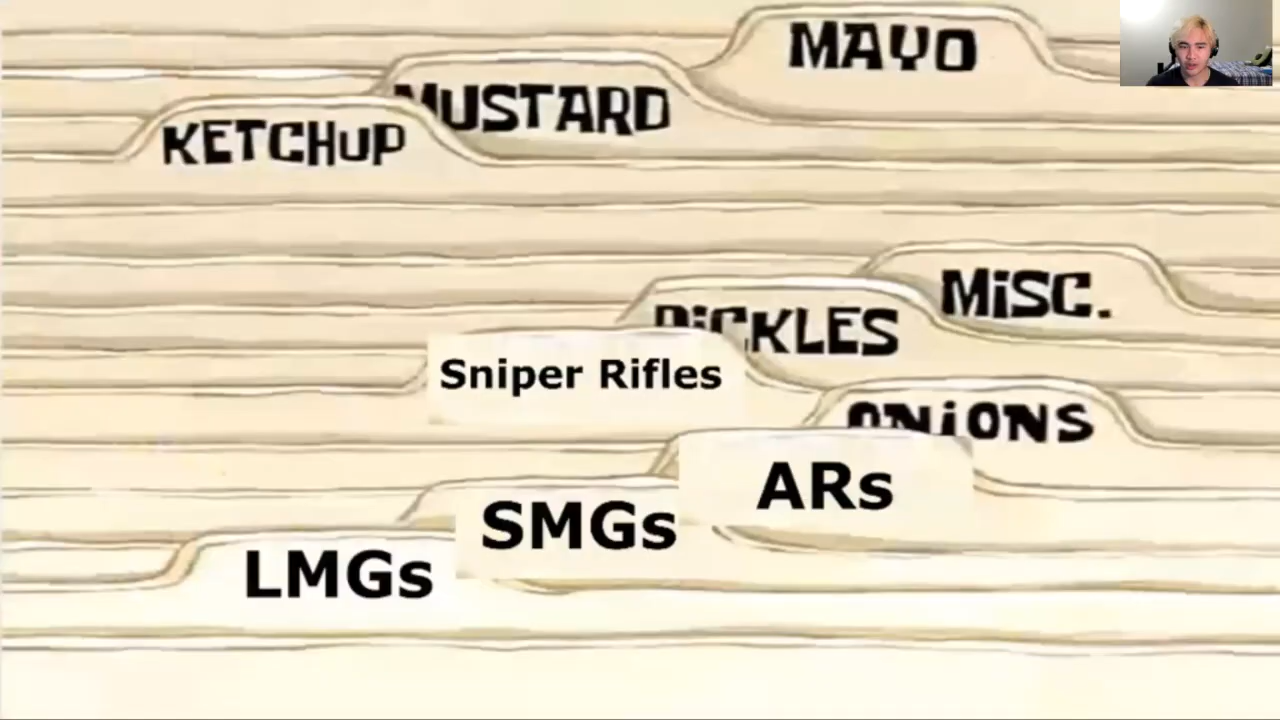 MAYO
MUSTARD
KETCHUP
MiSC.
PiCKLES
Sniper Rifles
ONiONS
ARs
SMGs
LMGs